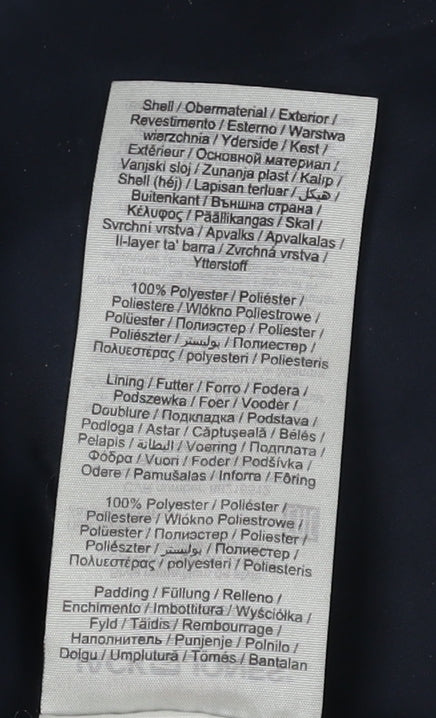 Shell / Obermaterial / Exterior /
Revestimento / Esterno / Warstwa
wierzchnia / Yderside / Kest /
Extérieur / Основной материал /
Vanjski sloj / Zunanja plast / Kalıp /
Shell (héj) / Lapisan terluar / هيكل /
Buitenkant / Външна страна /
Κέλυφος / Päällikangas / Skal /
Svrchní vrstva / Apvalks / Apvalkalas /
Il-layer ta' barra / Zvrchná vrstva /
Ytterstoff
100% Polyester / Poliéster /
Poliestere / Włókno Poliestrowe /
Polüester / Полиэстер / Poliester /
Poliészter / بوليستر / Полиестер /
Πολυεστέρας / polyesteri / Poliesteris
Lining / Futter / Forro / Fodera /
Podszewka / Foer / Vooder /
Doublure / Подкладка / Podstava /
Podloga / Astar / Căptușeală / Bélés /
Pelapis / البطانة / Voering / Подплата /
Φόδρα / Vuori / Foder / Podšívka /
Odere / Pamušalas / Inforra / Fôring
100% Polyester / Poliéster /
Poliestere / Włókno Poliestrowe /
Polüester / Полиэстер / Poliester /
Poliészter / بوليستر / Полиестер /
Πολυεστέρας / polyesteri / Poliesteris
Padding / Füllung / Relleno /
Enchimento / Imbottitura / Wyściółka /
Fyld / Täidis / Rembourrage /
Наполнитель / Punjenje / Polnilo /
Dolgu / Umplutură / Tömés / Bantalan